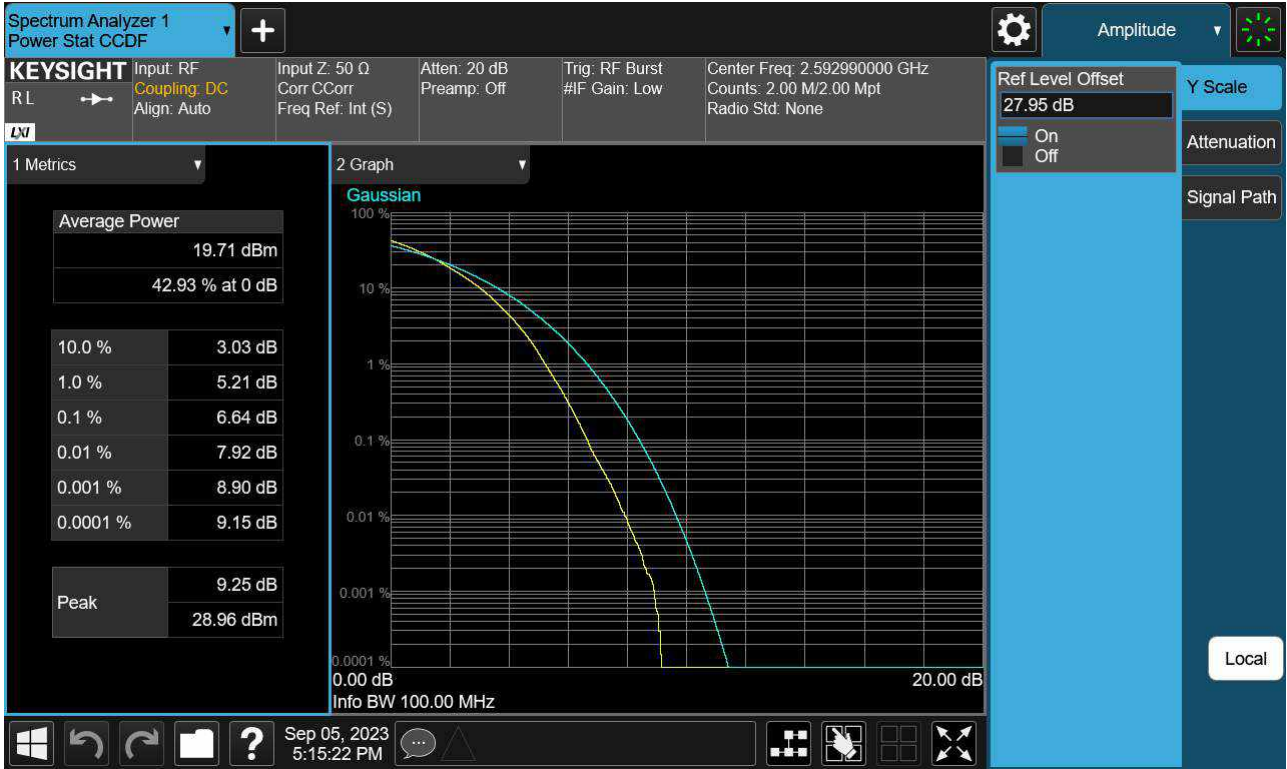 Spectrum Analyzer 1
Power Stat CCDF
+
Amplitude
KEYSIGHT
RL
LXI
Input: RF
Coupling: DC
Align: Auto
Input Z: 50 Ω
Corr CCorr
Freq Ref: Int (S)
Atten: 20 dB
Preamp: Off
Trig: RF Burst
#IF Gain: Low
Center Freq: 2.592990000 GHz
Counts: 2.00 M/2.00 Mpt
Radio Std: None
Ref Level Offset
27.95 dB
On
Off
Y Scale
Attenuation
Signal Path
Local
1 Metrics
Average Power
19.71 dBm
42.93 % at 0 dB
10.0 % 3.03 dB
1.0 % 5.21 dB
0.1 % 6.64 dB
0.01 % 7.92 dB
0.001 % 8.90 dB
0.0001 % 9.15 dB
Peak
9.25 dB
28.96 dBm
2 Graph
Gaussian
100 %
10 %
1 %
0.1 %
0.01 %
0.001 %
0.0001 %
0.00 dB 20.00 dB
Info BW 100.00 MHz
?
Sep 05, 2023
5:15:22 PM